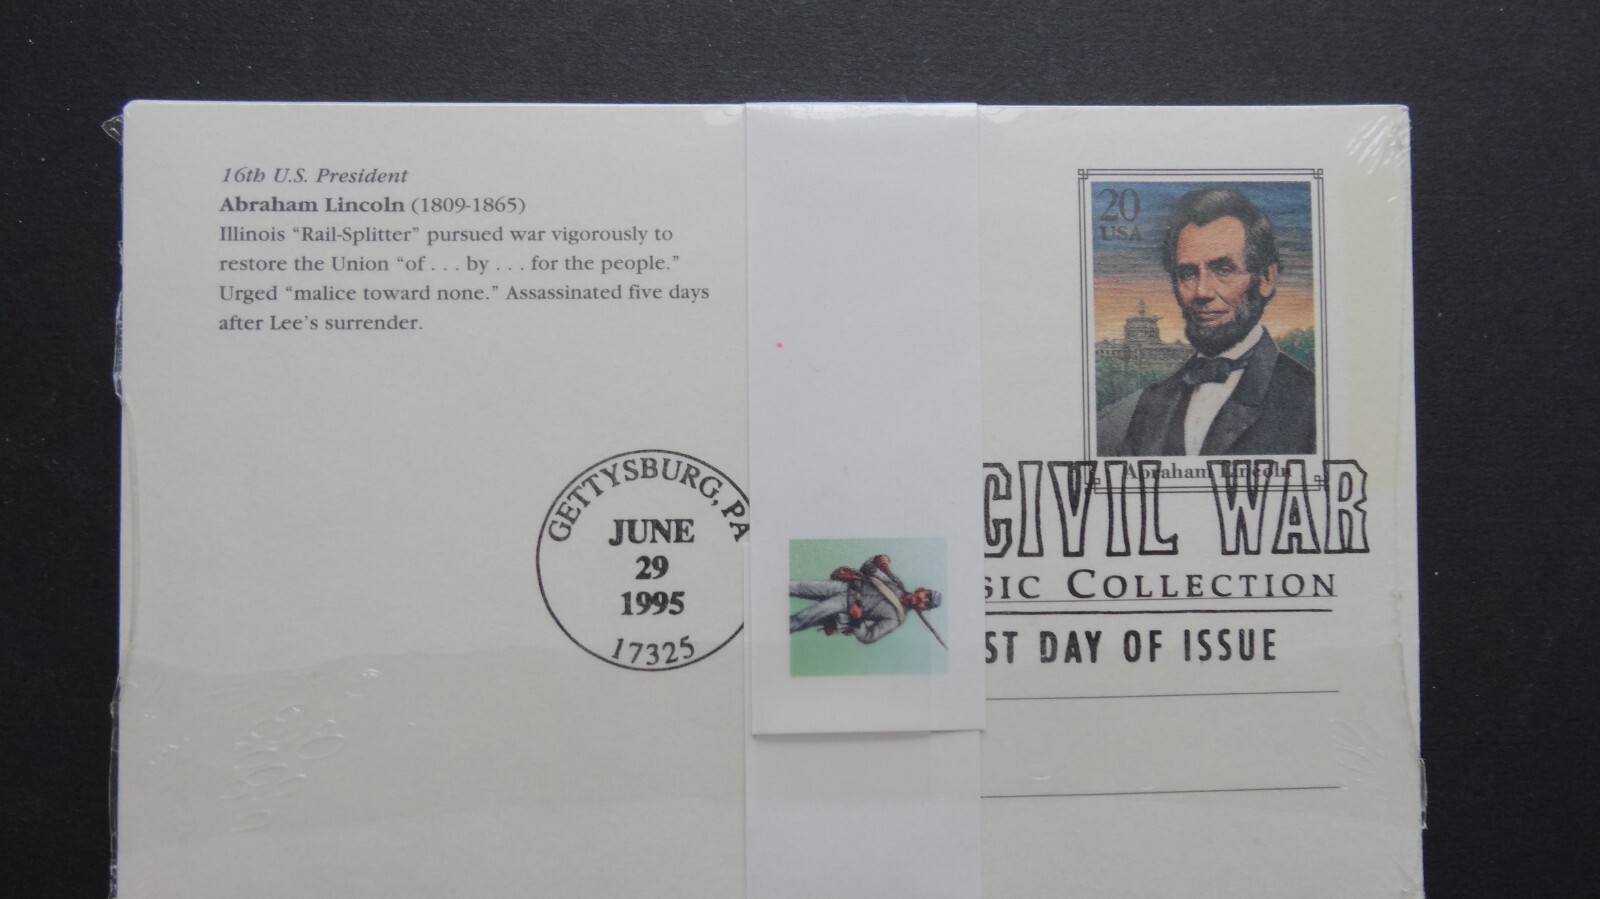 16th U.S. President
Abraham Lincoln (1809-1865)
Illinois “Rail-Splitter” pursued war vigorously to
restore the Union “of . . . by . . . for the people.”
Urged “malice toward none.” Assassinated five days
after Lee’s surrender.
20
USA
Abraham Lincoln
GETTYSBURG, PA
JUNE
29
1995
17325
CIVIL WAR
SIC COLLECTION
ST DAY OF ISSUE